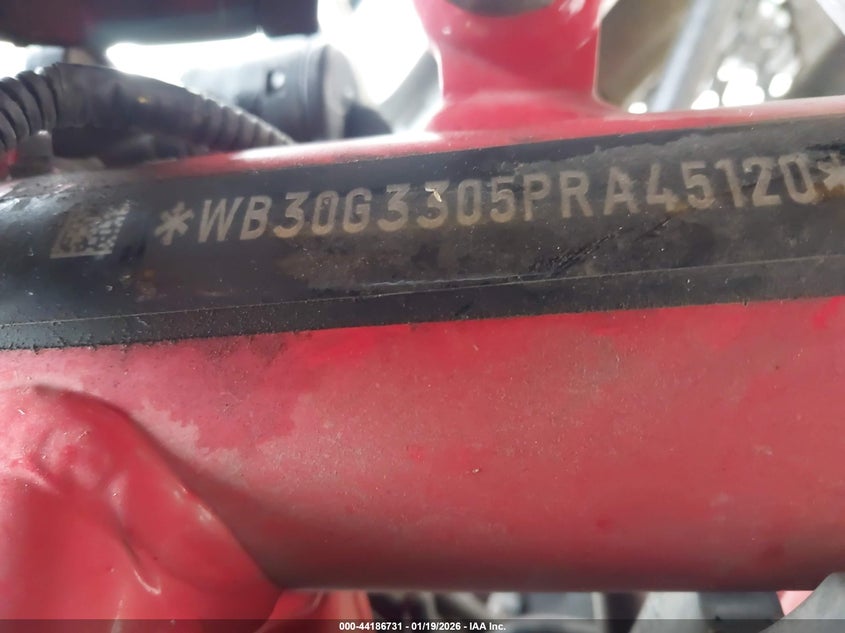 *WB30G3305PRA45120*
000-44186731 - 01/19/2026 - IAA Inc.